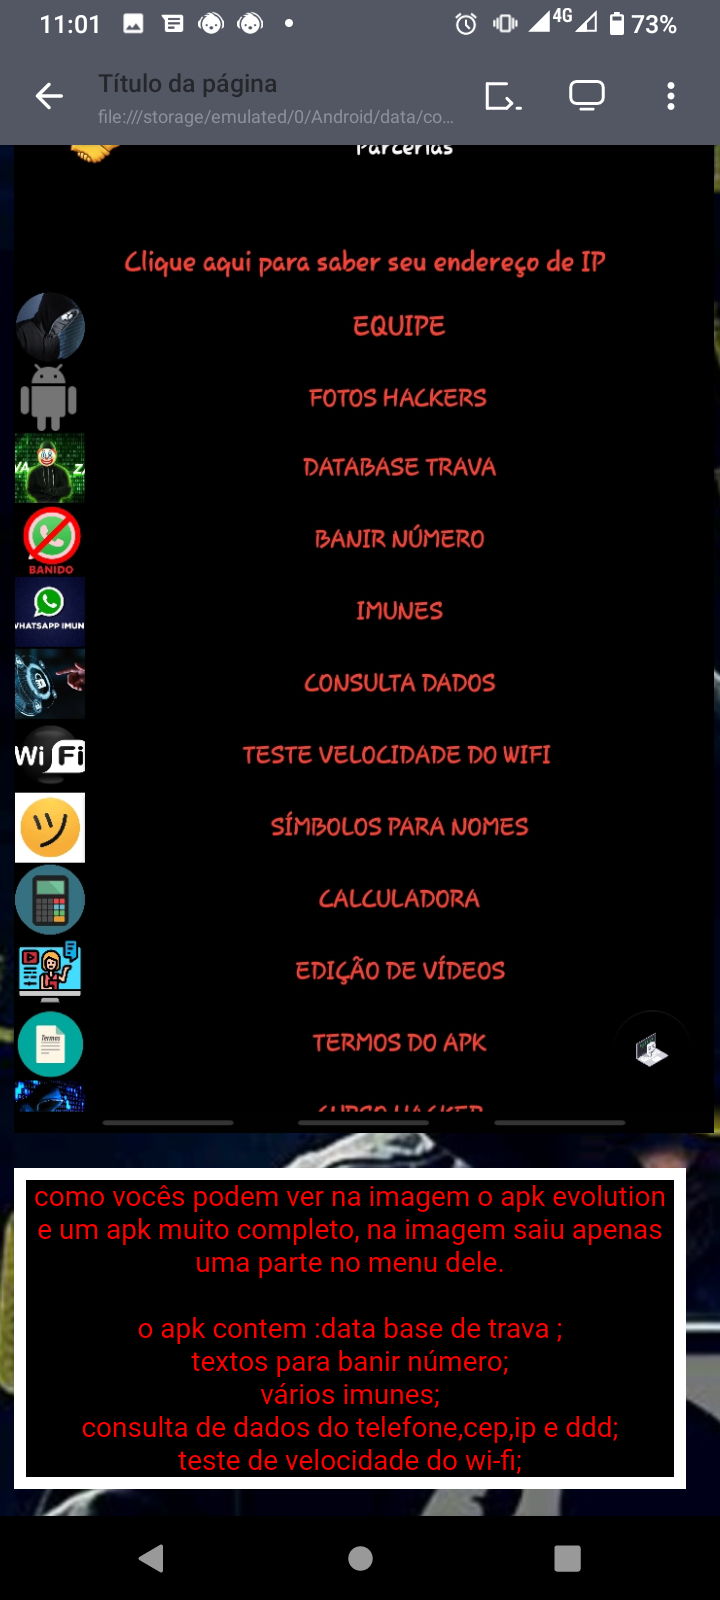 11:01
4G
73%
Título da página
file:///storage/emulated/0/Android/data/co...
Parcerias
Clique aqui para saber seu endereço de IP
EQUIPE
FOTOS HACKERS
DATABASE TRAVA
BANIR NÚMERO
BANIDO
IMUNES
WHATSAPP IMUN
CONSULTA DADOS
TESTE VELOCIDADE DO WIFI
Wi Fi
SÍMBOLOS PARA NOMES
ツ
CALCULADORA
EDIÇÃO DE VÍDEOS
TERMOS DO APK
Termos
CURSO HACKER
como vocês podem ver na imagem o apk evolution
e um apk muito completo, na imagem saiu apenas
uma parte no menu dele.
o apk contem :data base de trava ;
textos para banir número;
vários imunes;
consulta de dados do telefone,cep,ip e ddd;
teste de velocidade do wi-fi;